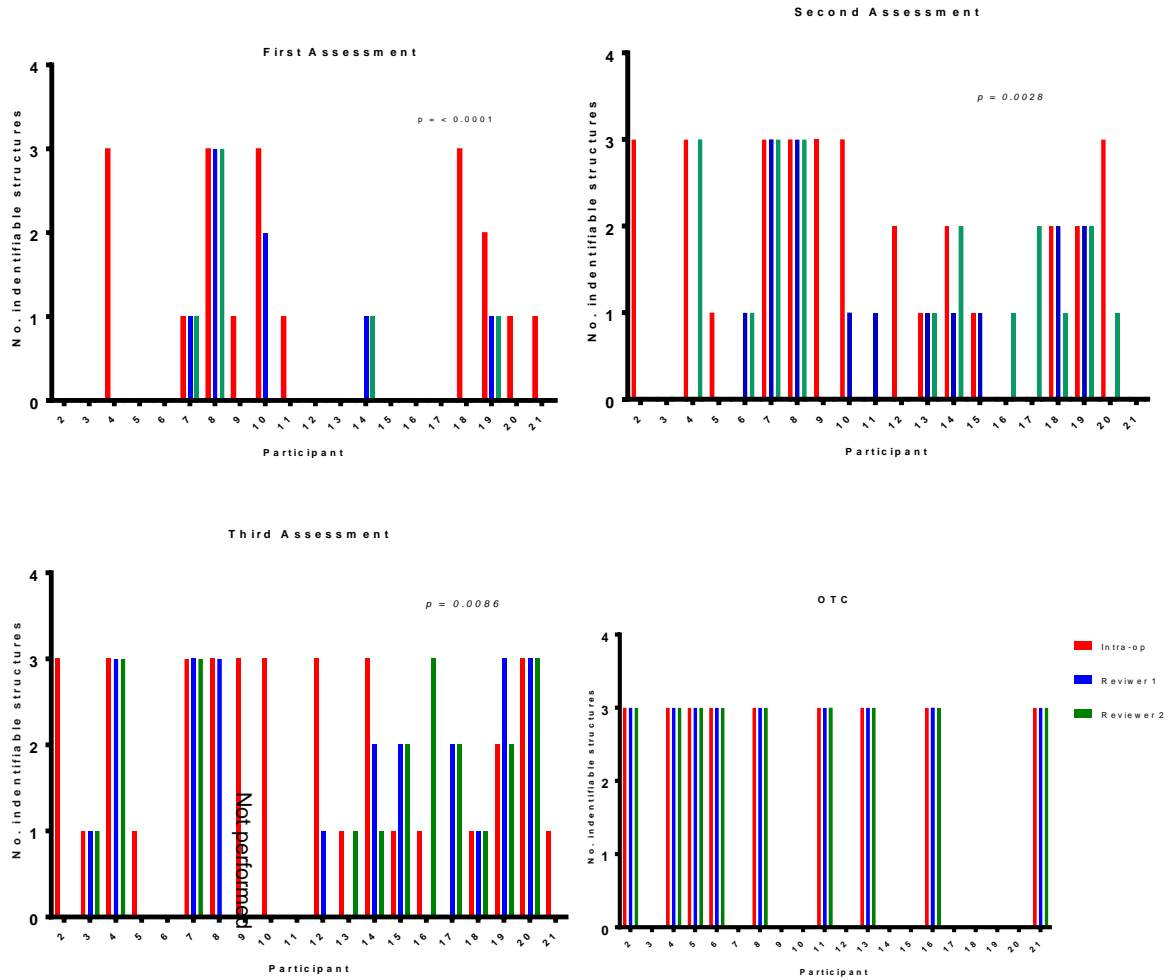 First Assessment
p = < 0.0001
No. indentifiable structures
4
3
2
1
0
2 3 4 5 6 7 8 9 10 11 12 13 14 15 16 17 18 19 20 21
Participant
Second Assessment
p = 0.0028
No. indentifiable structures
4
3
2
1
0
2 3 4 5 6 7 8 9 10 11 12 13 14 15 16 17 18 19 20 21
Participant
Third Assessment
p = 0.0086
No. indentifiable structures
4
3
2
1
0
Not performed
2 3 4 5 6 7 8 9 10 11 12 13 14 15 16 17 18 19 20 21
Participant
OTC
No. indentifiable structures
4
3
2
1
0
2 3 4 5 6 7 8 9 10 11 12 13 14 15 16 17 18 19 20 21
Participant
Intra-op
Reviwer 1
Reviewer 2